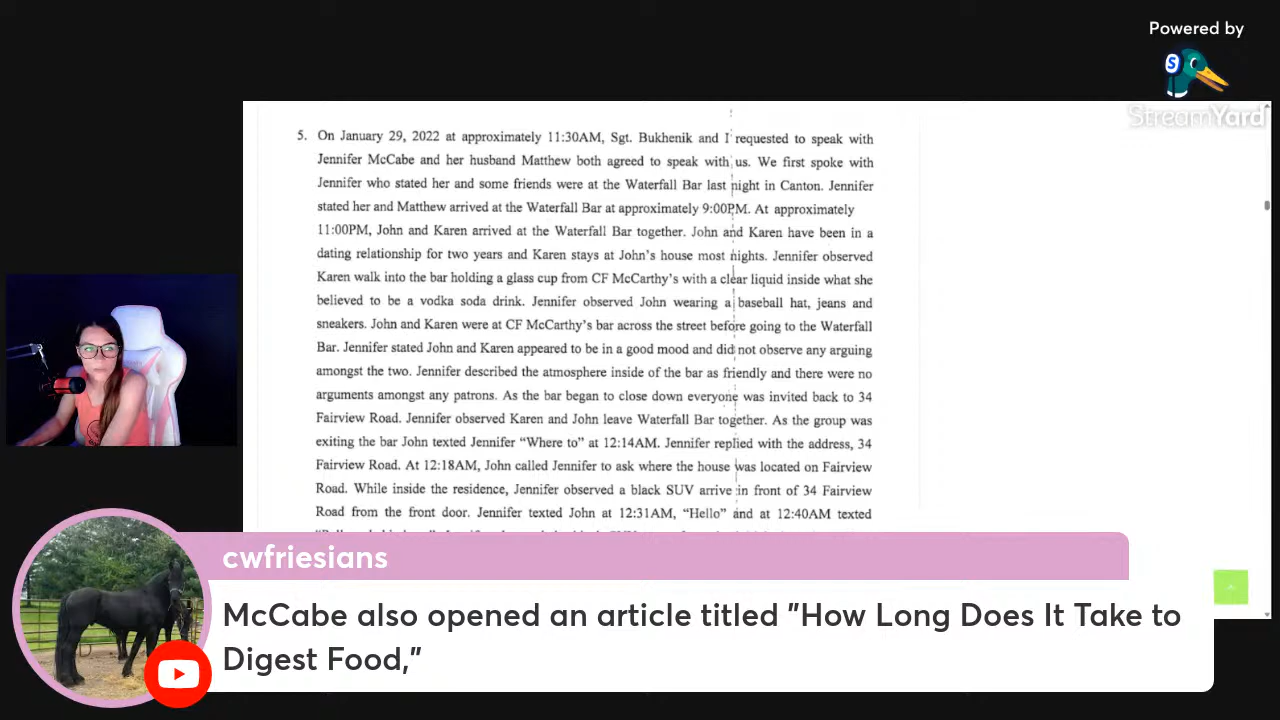 Powered by
S
StreamYard
5. On January 29, 2022 at approximately 11:30AM, Sgt. Bukhenik and I requested to speak with
Jennifer McCabe and her husband Matthew both agreed to speak with us. We first spoke with
Jennifer who stated her and some friends were at the Waterfall Bar last night in Canton. Jennifer
stated her and Matthew arrived at the Waterfall Bar at approximately 9:00PM. At approximately
11:00PM, John and Karen arrived at the Waterfall Bar together. John and Karen have been in a
dating relationship for two years and Karen stays at John's house most nights. Jennifer observed
Karen walk into the bar holding a glass cup from CF McCarthy's with a clear liquid inside what she
believed to be a vodka soda drink. Jennifer observed John wearing a baseball hat, jeans and
sneakers. John and Karen were at CF McCarthy's bar across the street before going to the Waterfall
Bar. Jennifer stated John and Karen appeared to be in a good mood and did not observe any arguing
amongst the two. Jennifer described the atmosphere inside of the bar as friendly and there were no
arguments amongst any patrons. As the bar began to close down everyone was invited back to 34
Fairview Road. Jennifer observed Karen and John leave Waterfall Bar together. As the group was
exiting the bar John texted Jennifer "Where to" at 12:14AM. Jennifer replied with the address, 34
Fairview Road. At 12:18AM, John called Jennifer to ask where the house was located on Fairview
Road. While inside the residence, Jennifer observed a black SUV arrive in front of 34 Fairview
Road from the front door. Jennifer texted John at 12:31AM, "Hello" and at 12:40AM texted
cwfriesians
McCabe also opened an article titled "How Long Does It Take to
Digest Food,"